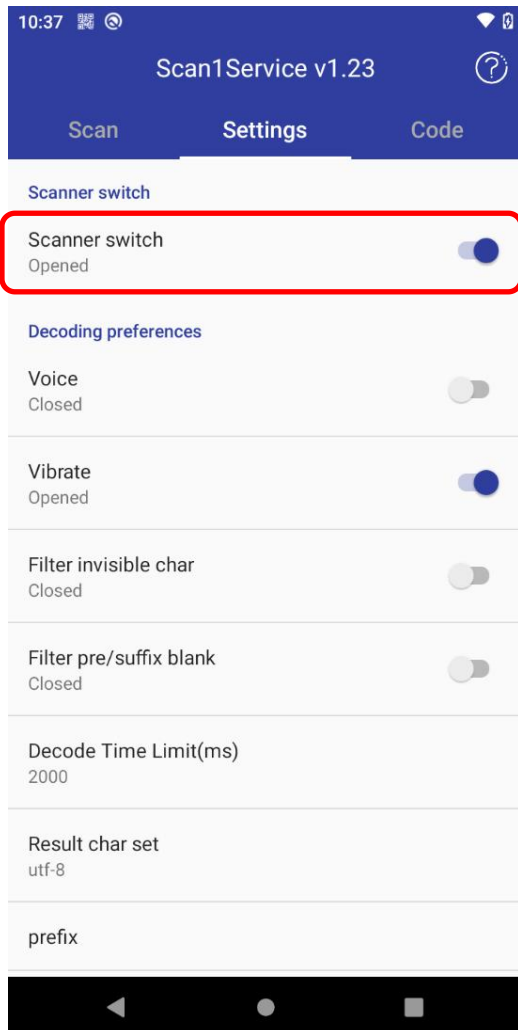 10:37
Scan1Service v1.23
Scan Settings Code
Scanner switch
Scanner switch
Opened
Decoding preferences
Voice
Closed
Vibrate
Opened
Filter invisible char
Closed
Filter pre/suffix blank
Closed
Decode Time Limit(ms)
2000
Result char set
utf-8
prefix